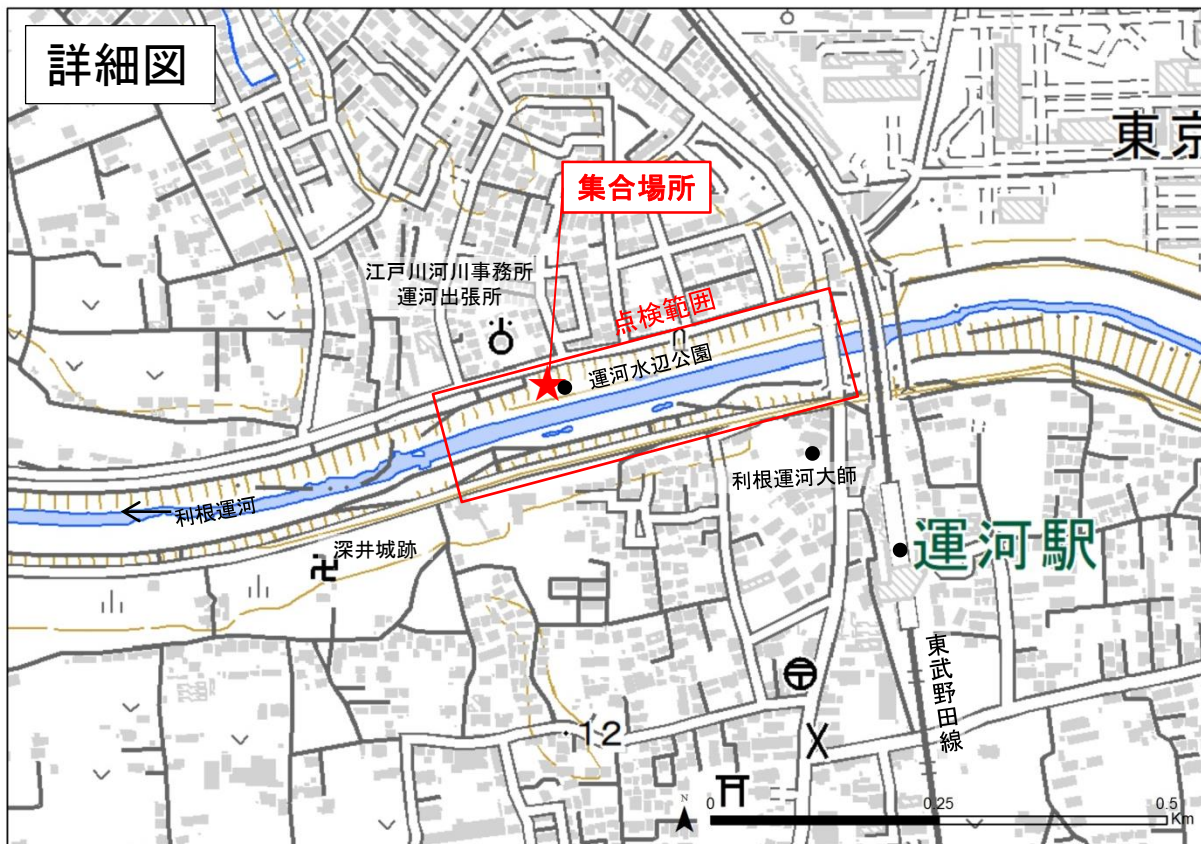 詳細図
東京
集合場所
江戸川河川事務所
運河出張所
点検範囲
運河水辺公園
利根運河大師
利根運河
深井城跡
運河駅
東武野田線
12
N
0
0.25
0.5
Km